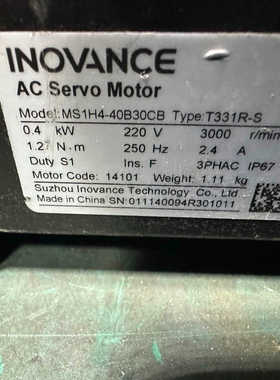 INOVANCE
AC Servo Motor
Model: MS1H4-40B30CB Type: T331R-S
0.4 kW 220 V 3000 r/min
1.27 N·m 250 Hz 2.4 A
Duty S1 Ins. F 3PHAC IP67
Motor Code: 14101 Weight: 1.11 kg
Suzhou Inovance Technology Co., Ltd
Made in China SN: 011140094R301011